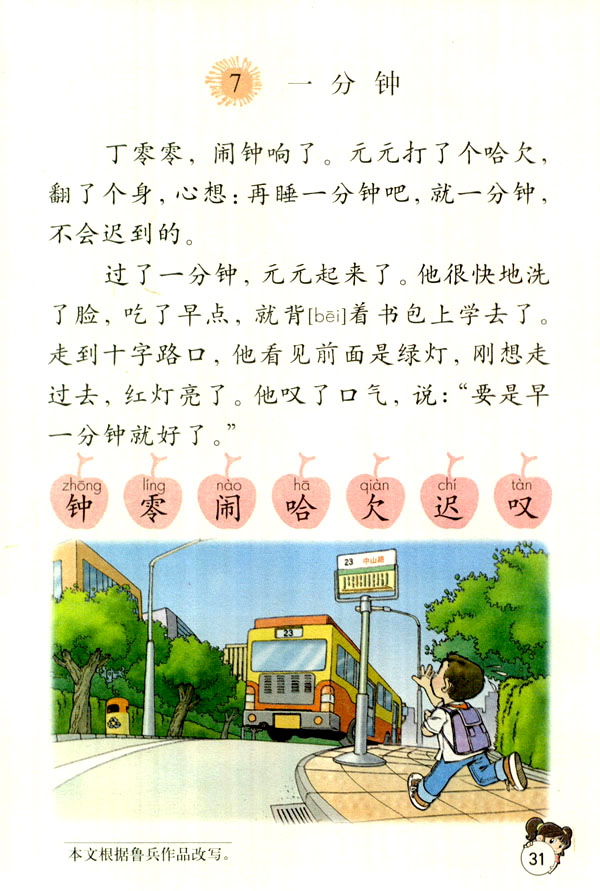 7 一分钟
丁零零，闹钟响了。元元打了个哈欠，
翻了个身，心想：再睡一分钟吧，就一分钟，
不会迟到的。
过了一分钟，元元起来了。他很快地洗
了脸，吃了早点，就背[bēi]着书包上学去了。
走到十字路口，他看见前面是绿灯，刚想走
过去，红灯亮了。他叹了口气，说：“要是早
一分钟就好了。”
zhōng líng nào hā qiàn chí tàn
钟 零 闹 哈 欠 迟 叹
23 中山路
23
本文根据鲁兵作品改写。
31